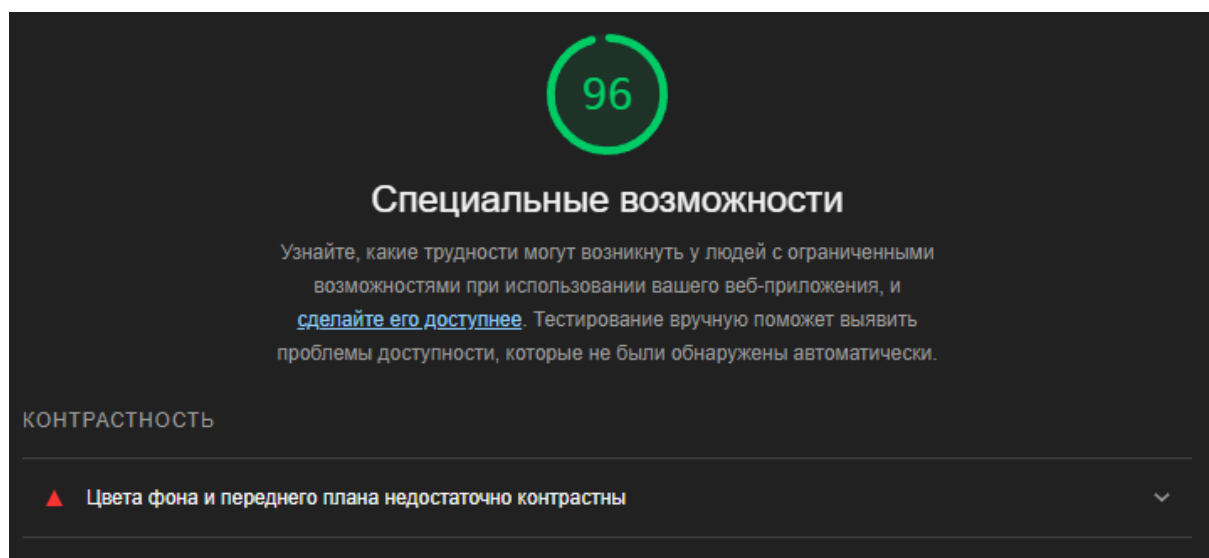 96
Специальные возможности
Узнайте, какие трудности могут возникнуть у людей с ограниченными
возможностями при использовании вашего веб-приложения, и
сделайте его доступнее. Тестирование вручную поможет выявить
проблемы доступности, которые не были обнаружены автоматически.
КОНТРАСТНОСТЬ
Цвета фона и переднего плана недостаточно контрастны